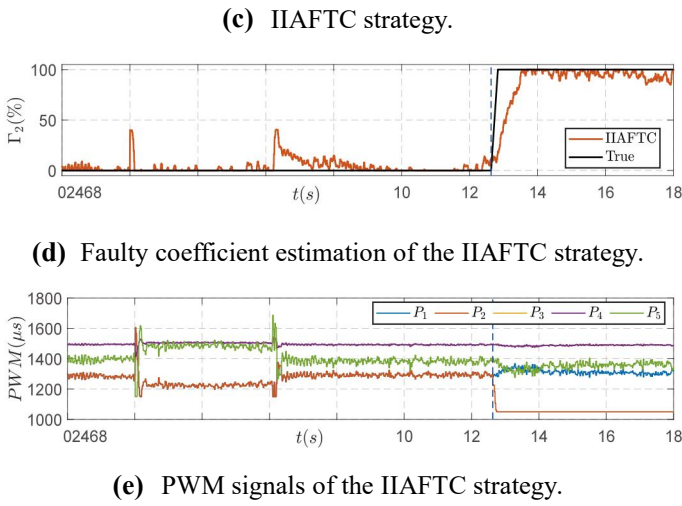 (c) IIAFTC strategy.
100
50
0
Γ₂(%)
IIAFTC
True
02468 t(s) 10 12 14 16 18
(d) Faulty coefficient estimation of the IIAFTC strategy.
1800
1600
1400
1200
1000
PWM(μs)
P₁ P₂ P₃ P₄ P₅
02468 t(s) 10 12 14 16 18
(e) PWM signals of the IIAFTC strategy.